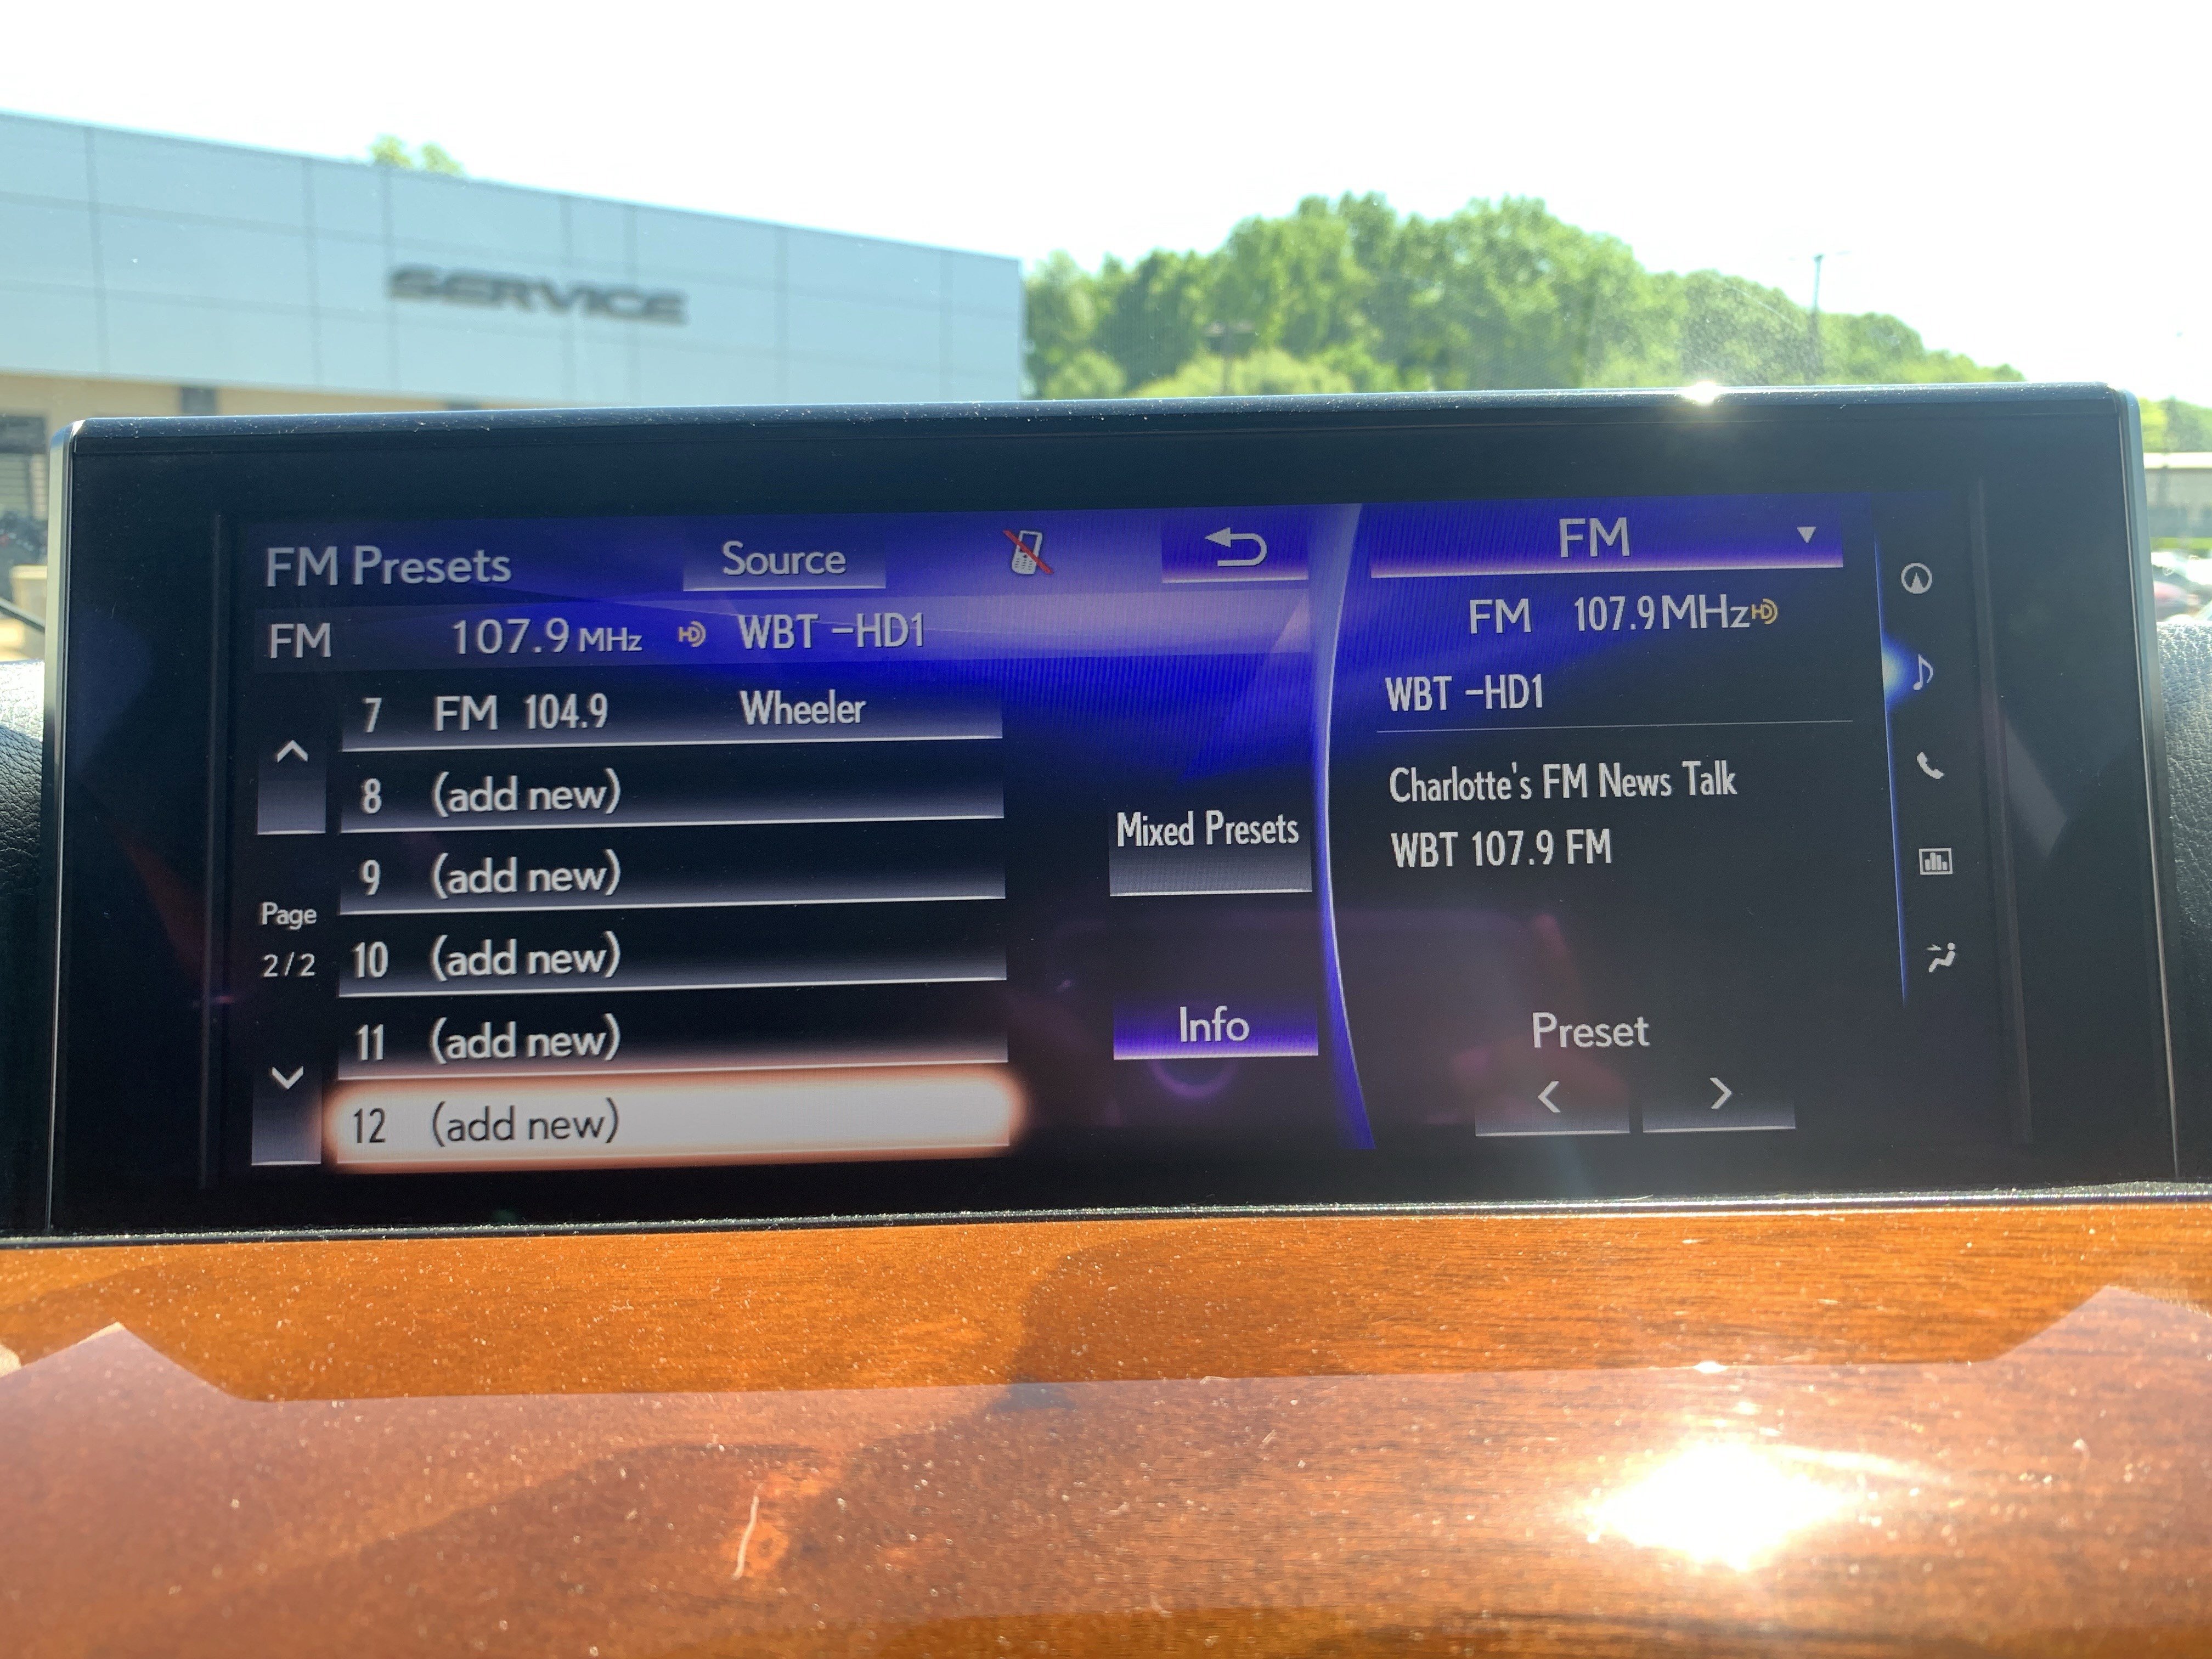 SERVICE
FM Presets
Source
FM 107.9 MHz HD WBT -HD1
7 FM 104.9 Wheeler
8 (add new)
9 (add new)
10 (add new)
11 (add new)
12 (add new)
Page
2/2
Mixed Presets
Info
FM
FM 107.9MHz HD
WBT -HD1
Charlotte's FM News Talk
WBT 107.9 FM
Preset